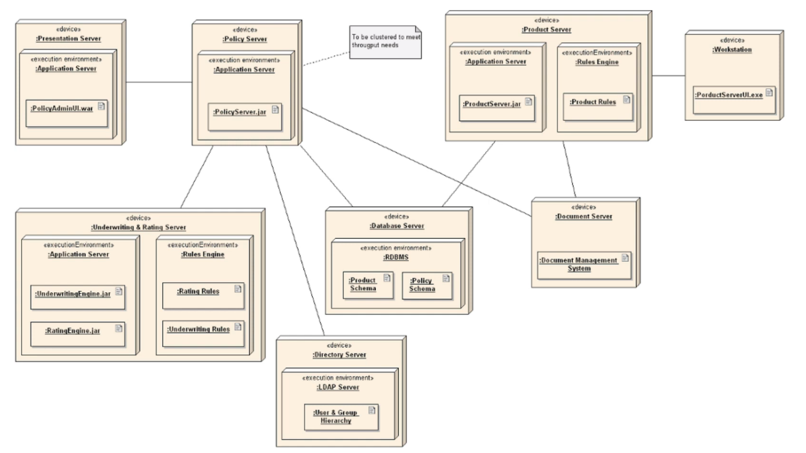 «device»
:Presentation Server
«execution environment»
:Application Server
:PolicyAdminUI.war
«device»
:Policy Server
«execution environment»
:Application Server
:PolicyServer.jar
To be clustered to meet
througput needs
«device»
:Product Server
«execution environment»
:Application Server
:ProductServer.jar
«executionEnvironment»
:Rules Engine
:Product Rules
«device»
:Workstation
:PorductServerUI.exe
«device»
:Underwriting & Rating Server
«executionEnvironment»
:Application Server
:UnderwritingEngine.jar
:RatingEngine.jar
«executionEnvironment»
:Rules Engine
:Rating Rules
:Underwriting Rules
«device»
:Database Server
«execution environment»
:RDBMS
:Product
Schema
:Policy
Schema
«device»
:Document Server
:Document Management
System
«device»
:Directory Server
«execution environment»
:LDAP Server
:User & Group
Hierarchy